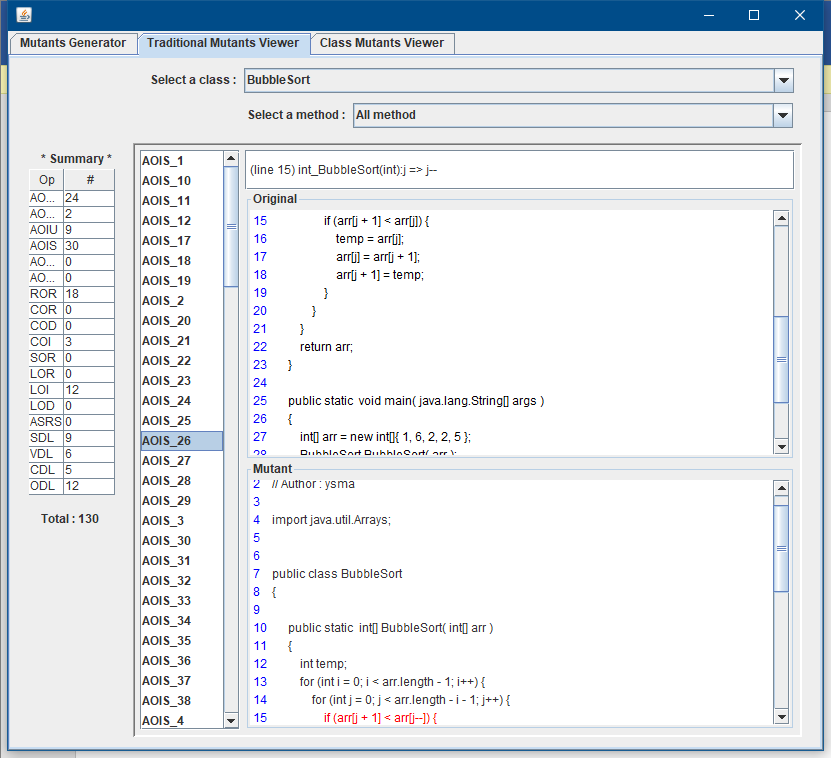 Mutants Generator Traditional Mutants Viewer Class Mutants Viewer
Select a class : BubbleSort
Select a method : All method
* Summary *
Op #
AO... 24
AO... 2
AOIU 9
AOIS 30
AO... 0
AO... 0
ROR 18
COR 0
COD 0
COI 3
SOR 0
LOR 0
LOI 12
LOD 0
ASRS 0
SDL 9
VDL 6
CDL 5
ODL 12
Total : 130
AOIS_1
AOIS_10
AOIS_11
AOIS_12
AOIS_17
AOIS_18
AOIS_19
AOIS_2
AOIS_20
AOIS_21
AOIS_22
AOIS_23
AOIS_24
AOIS_25
AOIS_26
AOIS_27
AOIS_28
AOIS_29
AOIS_3
AOIS_30
AOIS_31
AOIS_32
AOIS_33
AOIS_34
AOIS_35
AOIS_36
AOIS_37
AOIS_38
AOIS_4
(line 15) int_BubbleSort(int):j => j--
Original
15 if (arr[j + 1] < arr[j]) {
16 temp = arr[j];
17 arr[j] = arr[j + 1];
18 arr[j + 1] = temp;
19 }
20 }
21 }
22 return arr;
23 }
24
25 public static void main( java.lang.String[] args )
26 {
27 int[] arr = new int[]{ 1, 6, 2, 2, 5 };
28 BubbleSort.BubbleSort( arr );
Mutant
2 // Author : ysma
3
4 import java.util.Arrays;
5
6
7 public class BubbleSort
8 {
9
10 public static int[] BubbleSort( int[] arr )
11 {
12 int temp;
13 for (int i = 0; i < arr.length - 1; i++) {
14 for (int j = 0; j < arr.length - i - 1; j++) {
15 if (arr[j + 1] < arr[j--]) {